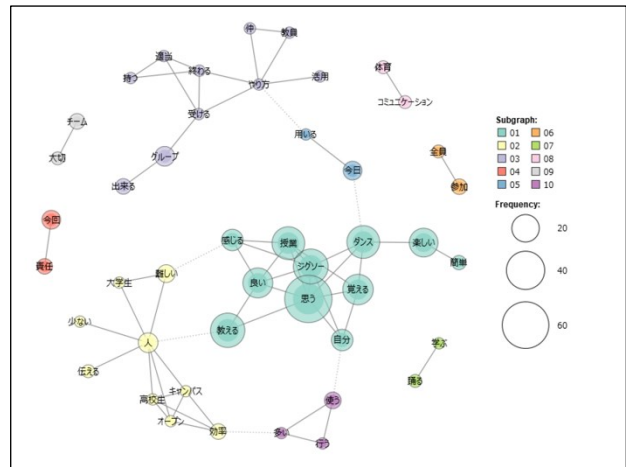 仲
教員
適当
終わる
持つ
やり方
活用
体育
コミュニケーション
受ける
チーム
用いる
大切
グループ
全員
今日
出来る
参加
今回
感じる
授業
ダンス
楽しい
責任
ジグソー
簡単
難しい
大学生
良い
思う
覚える
少ない
教える
人
自分
学ぶ
伝える
踊る
キャンパス
高校生
使う
オープン
効率
多い
行う
Subgraph:
01 06
02 07
03 08
04 09
05 10
Frequency:
20
40
60